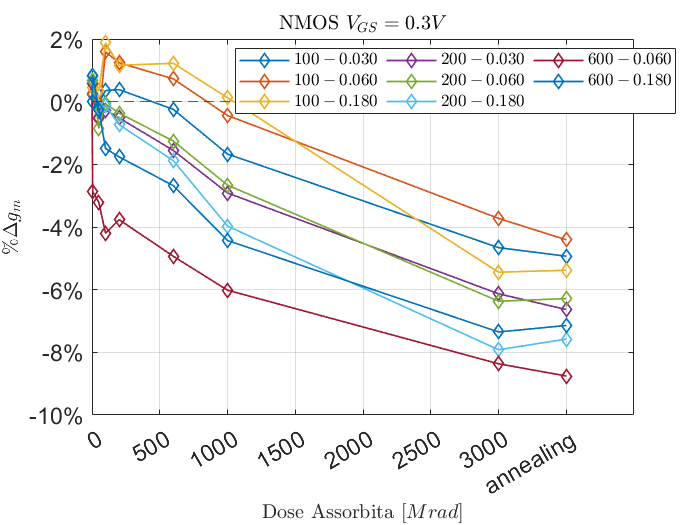 NMOS V_GS = 0.3V
2%
0%
-2%
-4%
-6%
-8%
-10%
%Δg_m
100 − 0.030
100 − 0.060
100 − 0.180
200 − 0.030
200 − 0.060
200 − 0.180
600 − 0.060
600 − 0.180
0
500
1000
1500
2000
2500
3000
annealing
Dose Assorbita [Mrad]